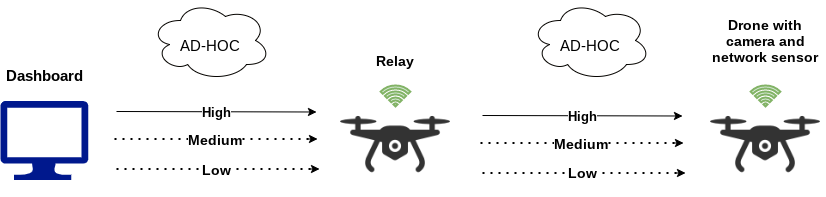 Dashboard
AD-HOC
High
Medium
Low
Relay
AD-HOC
High
Medium
Low
Drone with
camera and
network sensor